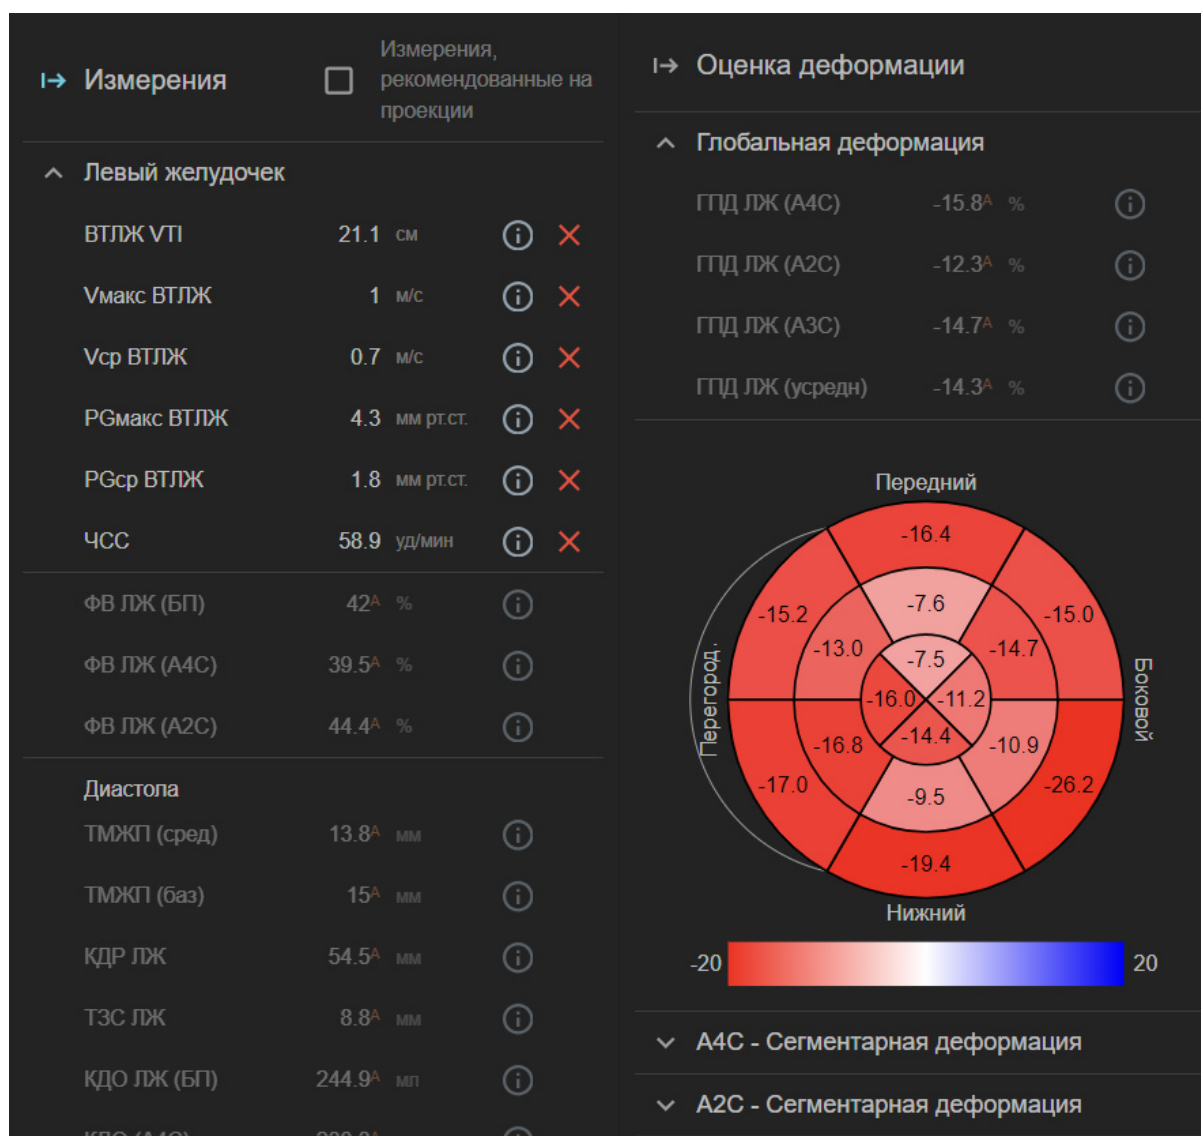 Измерения
Измерения,
рекомендованные на
проекции
Левый желудочек
ВТЛЖ VTI 21.1 см
Vмакс ВТЛЖ 1 м/с
Vср ВТЛЖ 0.7 м/с
PGмакс ВТЛЖ 4.3 мм рт.ст.
PGср ВТЛЖ 1.8 мм рт.ст.
ЧСС 58.9 уд/мин
ФВ ЛЖ (БП) 42A %
ФВ ЛЖ (A4C) 39.5A %
ФВ ЛЖ (A2C) 44.4A %
Диастола
ТМЖП (сред) 13.8A мм
ТМЖП (баз) 15A мм
КДР ЛЖ 54.5A мм
ТЗС ЛЖ 8.8A мм
КДО ЛЖ (БП) 244.9A мл
Оценка деформации
Глобальная деформация
ГПД ЛЖ (A4C) -15.8A %
ГПД ЛЖ (A2C) -12.3A %
ГПД ЛЖ (A3C) -14.7A %
ГПД ЛЖ (усредн) -14.3A %
Передний
-16.4
-15.2 -7.6 -15.0
-13.0 -7.5 -14.7
Перегород.
Боковой
-16.0 -11.2
-16.8 -14.4 -10.9
-17.0 -9.5 -26.2
-19.4
Нижний
-20 20
A4C - Сегментарная деформация
A2C - Сегментарная деформация